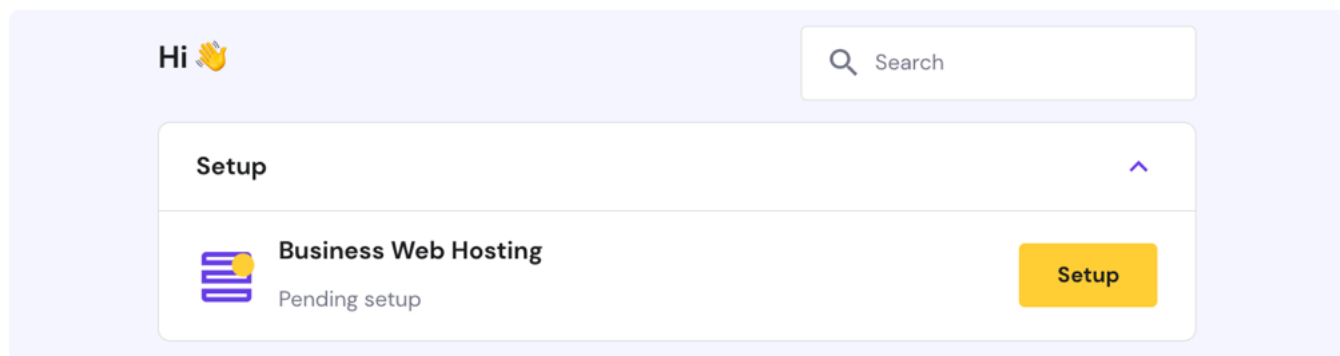 Hi 👋
Search
Setup
Business Web Hosting
Pending setup
Setup